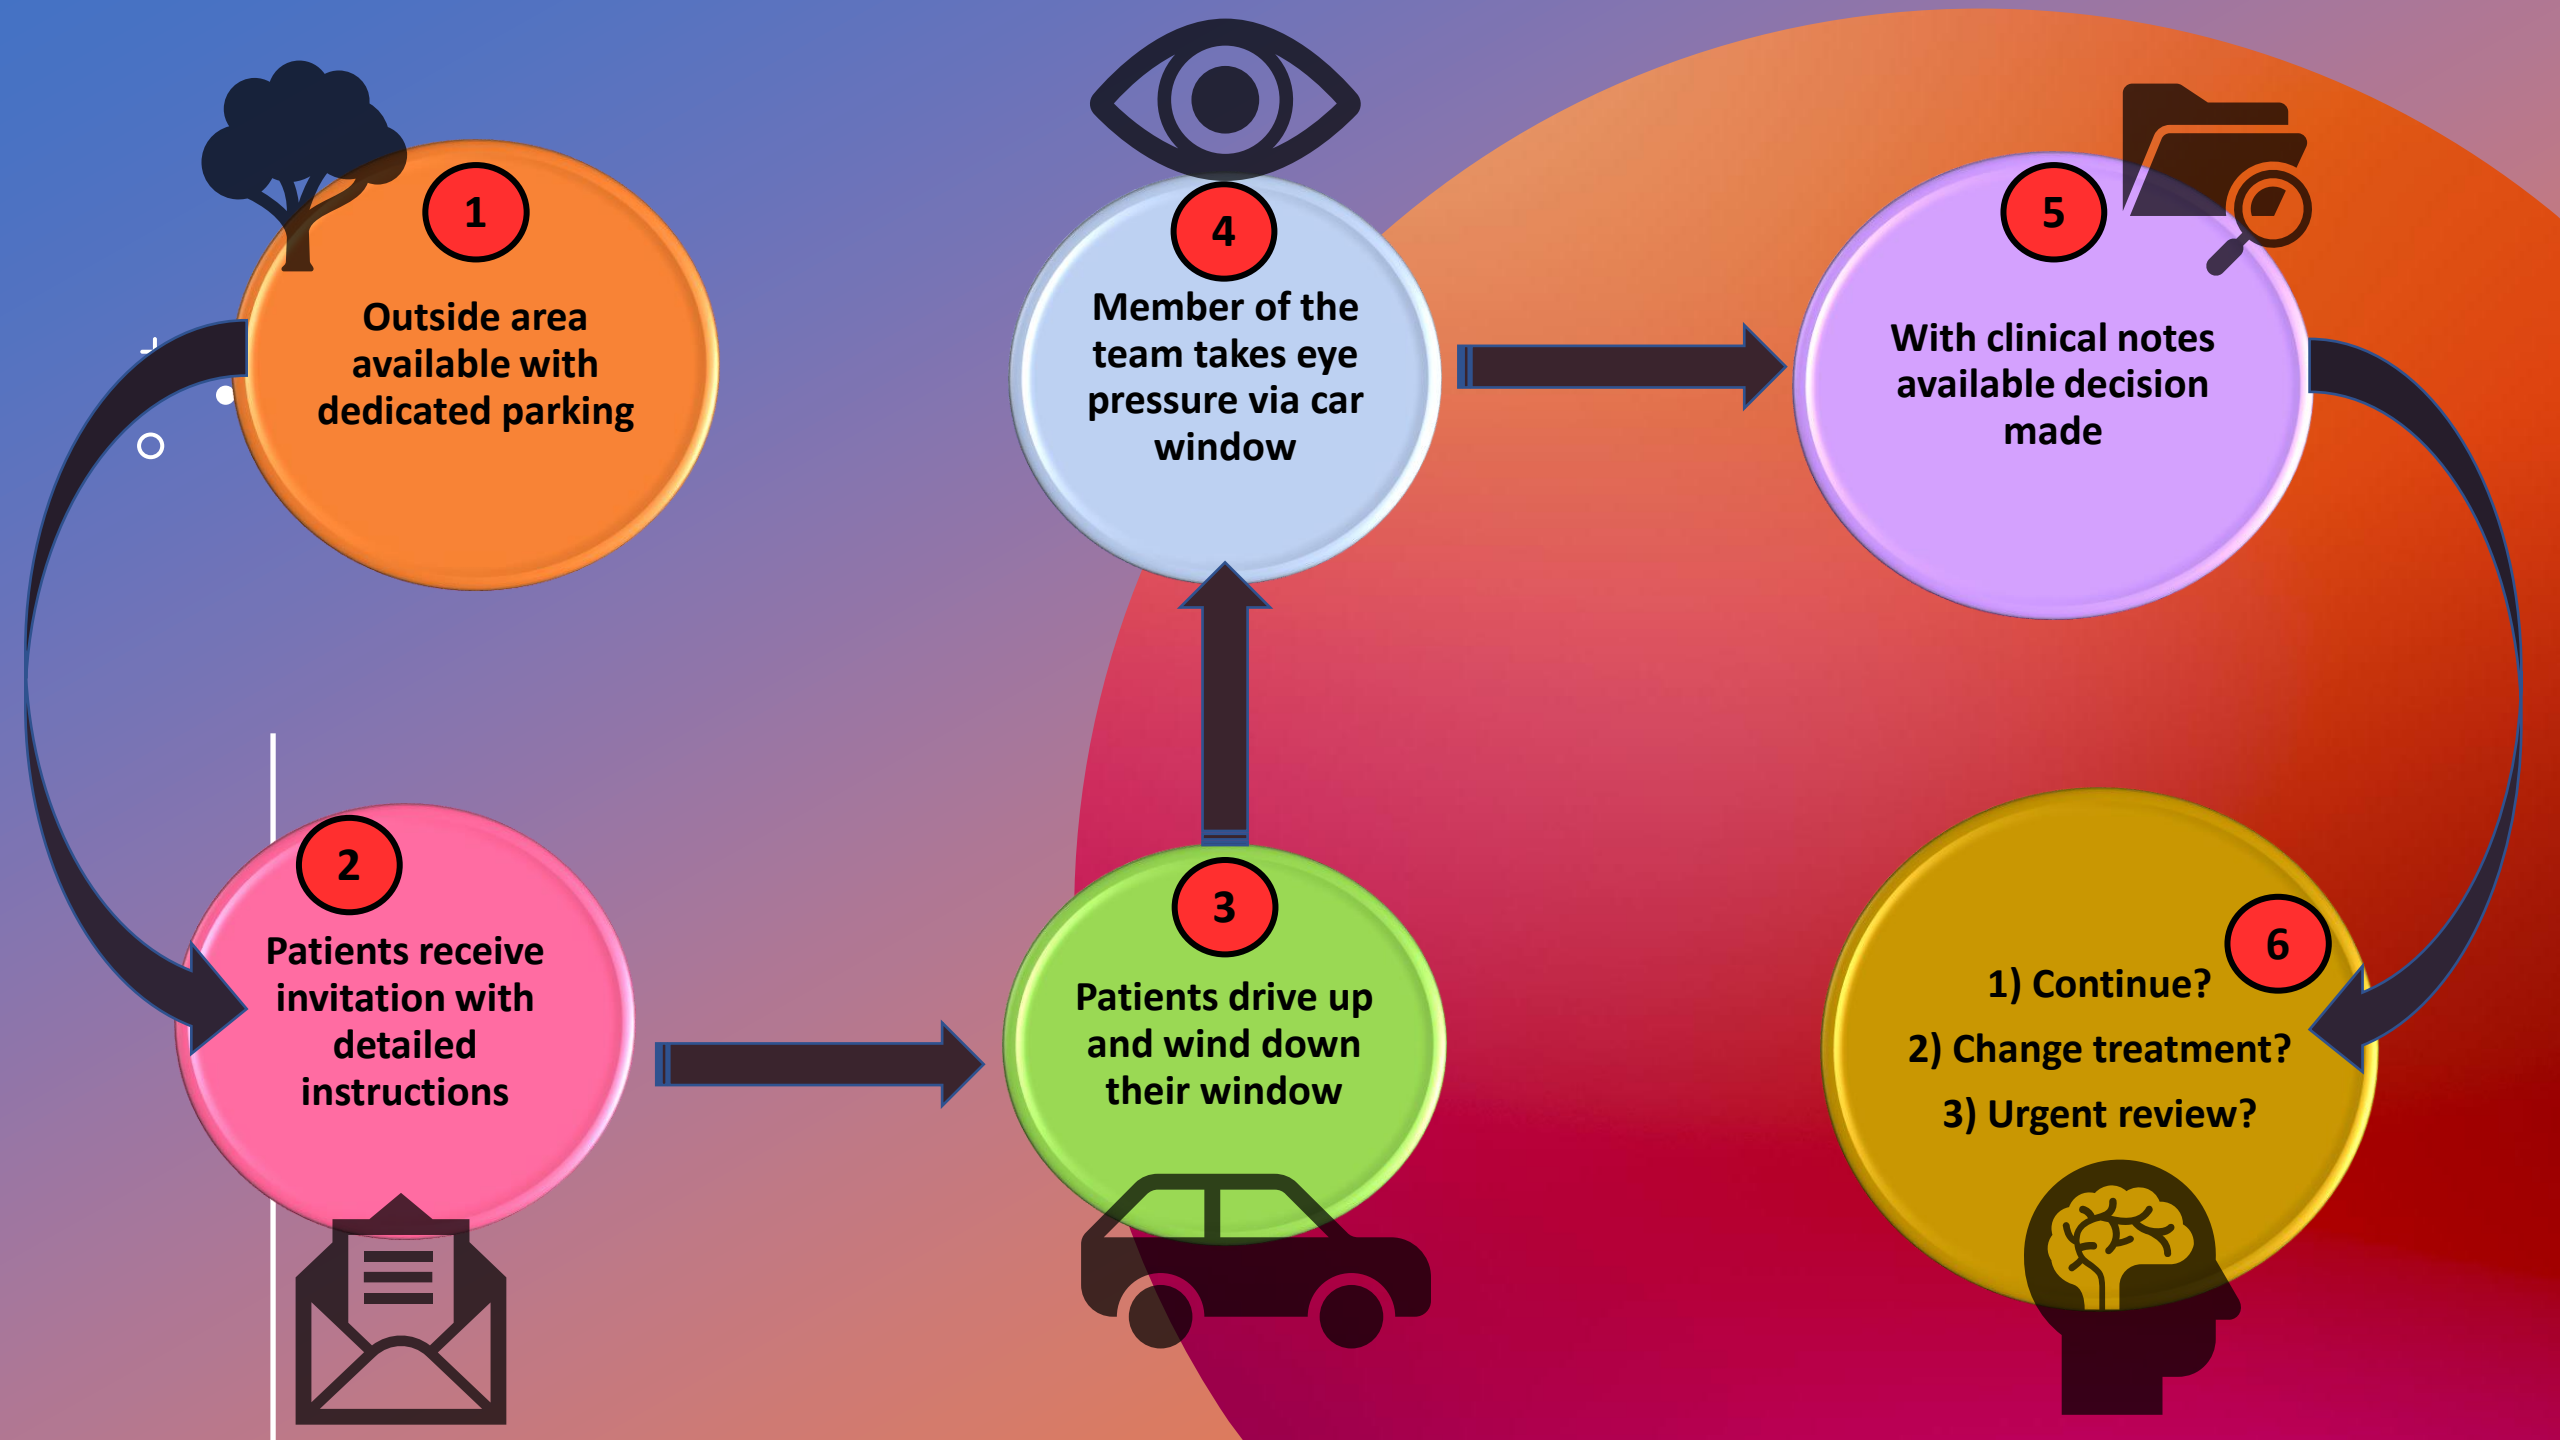 1
Outside area
available with
dedicated parking
2
Patients receive
invitation with
detailed
instructions
3
Patients drive up
and wind down
their window
4
Member of the
team takes eye
pressure via car
window
5
With clinical notes
available decision
made
6
1) Continue?
2) Change treatment?
3) Urgent review?